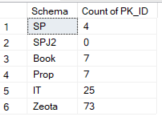 Schema Count of PK_ID
1 SP 4
2 SPJ2 0
3 Book 7
4 Prop 7
5 IT 25
6 Zeota 73